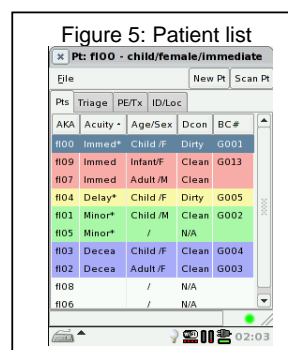 Figure 5: Patient list
Pt: fl00 - child/female/immediate
File New Pt Scan Pt
Pts Triage PE/Tx ID/Loc
AKA Acuity Age/Sex Dcon BC#
fl00 Immed* Child /F Dirty G001
fl09 Immed Infant/F Clean G013
fl07 Immed Adult /M Clean
fl04 Delay* Child /F Dirty G005
fl01 Minor* Child /M Clean G002
fl05 Minor* / N/A
fl03 Decea Child /F Clean G004
fl02 Decea Adult /F Clean G003
fl08 / N/A
fl06 / N/A
02:03